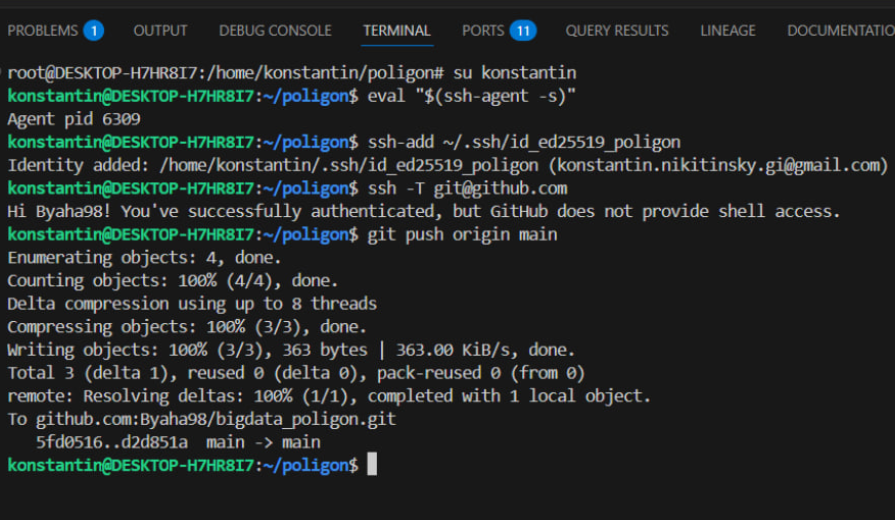 PROBLEMS 1 OUTPUT DEBUG CONSOLE TERMINAL PORTS 11 QUERY RESULTS LINEAGE DOCUMENTATIO
root@DESKTOP-H7HR8I7:/home/konstantin/poligon# su konstantin
konstantin@DESKTOP-H7HR8I7:~/poligon$ eval "$(ssh-agent -s)"
Agent pid 6309
konstantin@DESKTOP-H7HR8I7:~/poligon$ ssh-add ~/.ssh/id_ed25519_poligon
Identity added: /home/konstantin/.ssh/id_ed25519_poligon (konstantin.nikitinsky.gi@gmail.com)
konstantin@DESKTOP-H7HR8I7:~/poligon$ ssh -T git@github.com
Hi Byaha98! You've successfully authenticated, but GitHub does not provide shell access.
konstantin@DESKTOP-H7HR8I7:~/poligon$ git push origin main
Enumerating objects: 4, done.
Counting objects: 100% (4/4), done.
Delta compression using up to 8 threads
Compressing objects: 100% (3/3), done.
Writing objects: 100% (3/3), 363 bytes | 363.00 KiB/s, done.
Total 3 (delta 1), reused 0 (delta 0), pack-reused 0 (from 0)
remote: Resolving deltas: 100% (1/1), completed with 1 local object.
To github.com:Byaha98/bigdata_poligon.git
   5fd0516..d2d851a  main -> main
konstantin@DESKTOP-H7HR8I7:~/poligon$